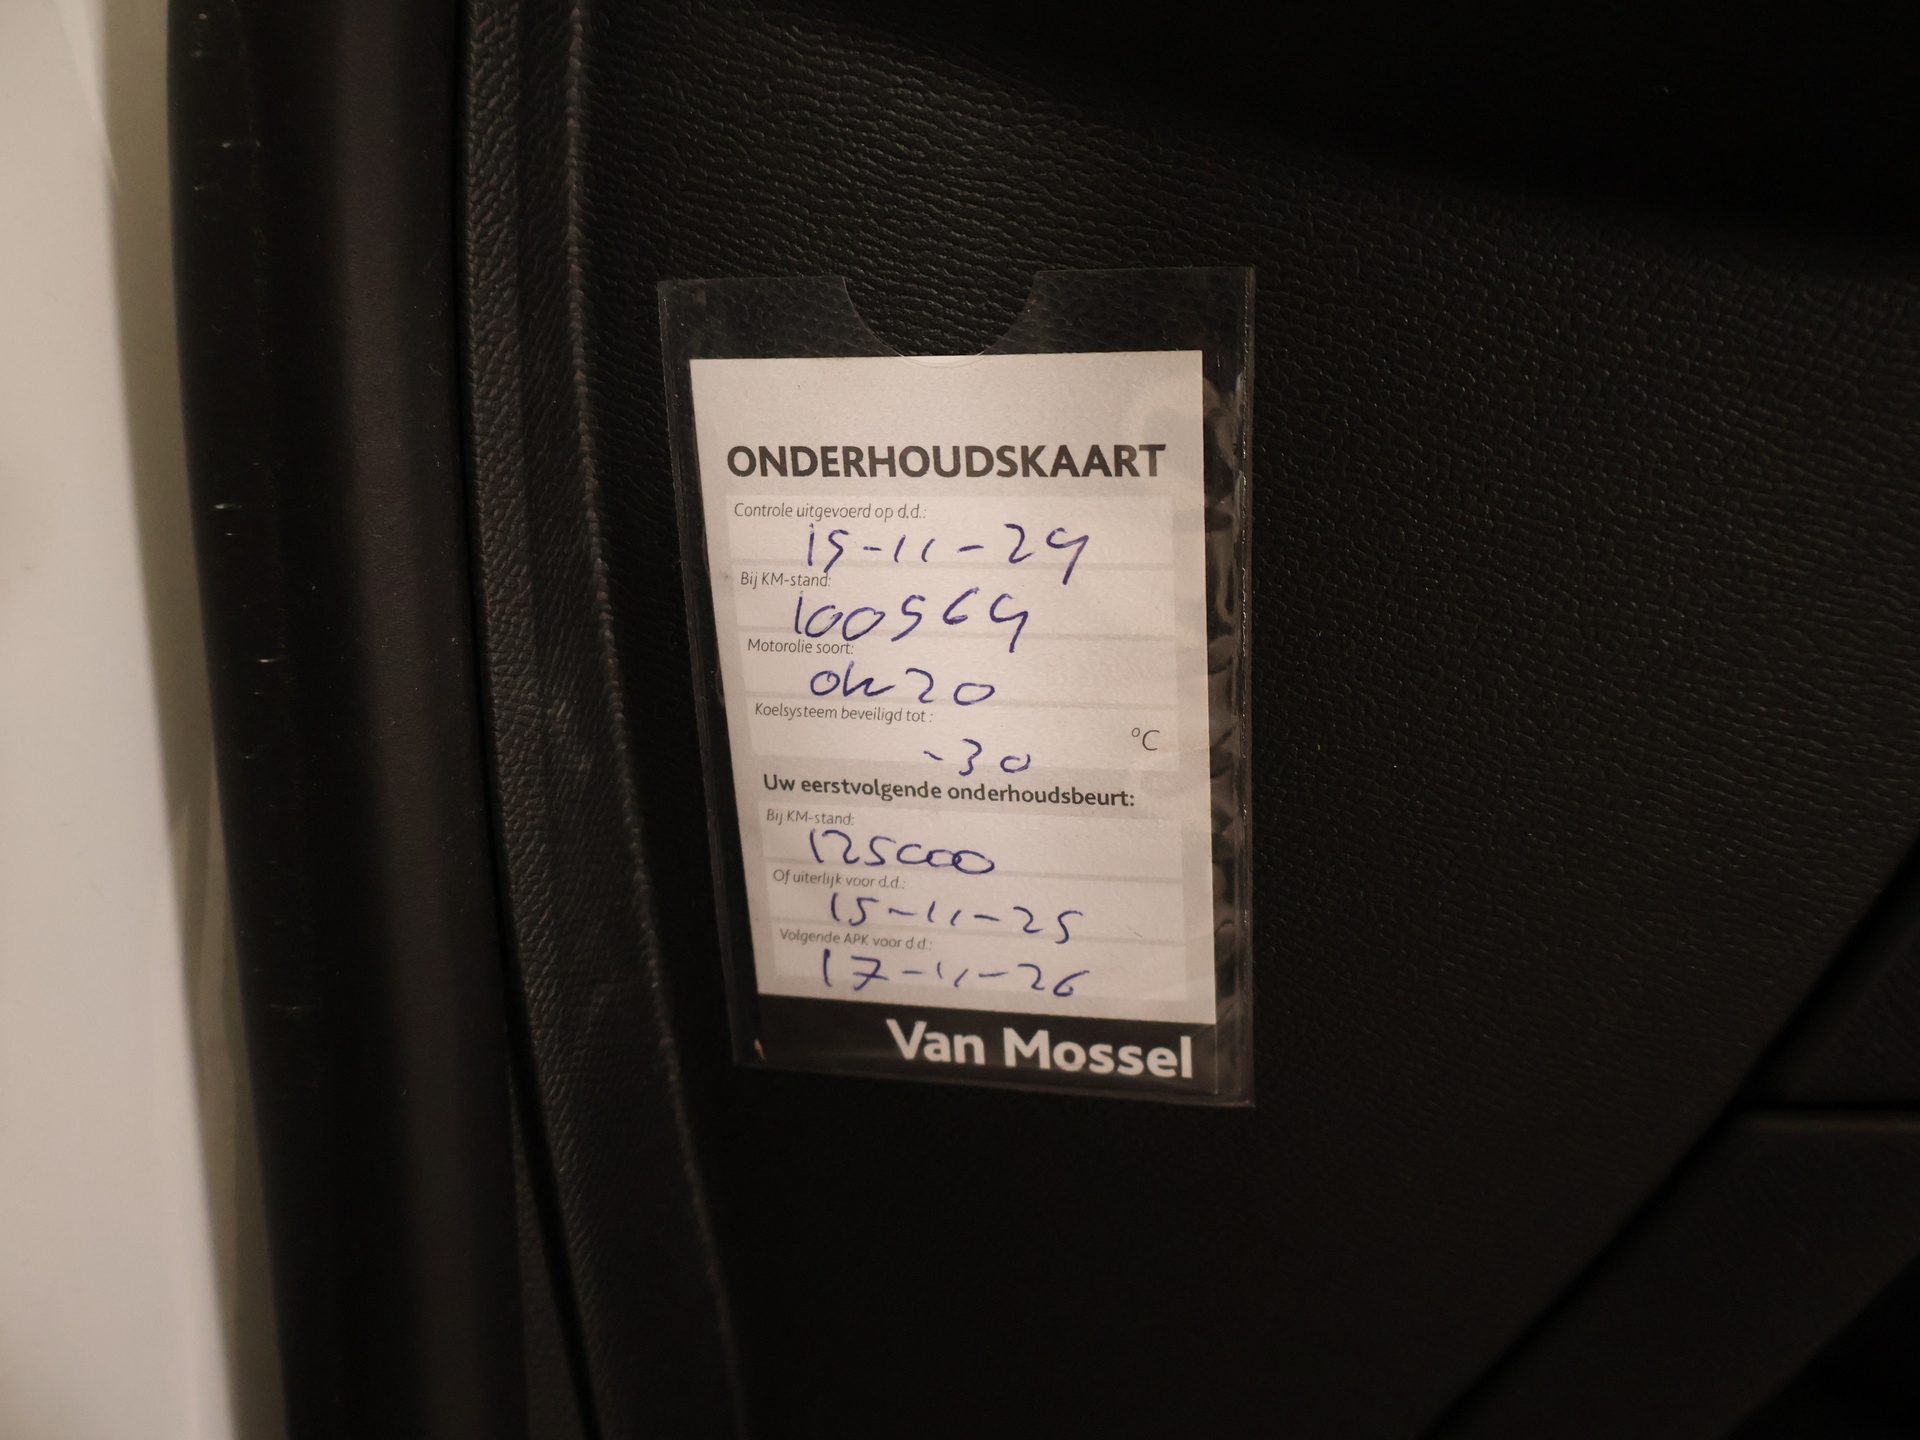 ONDERHOUDSKAART
Controle uitgevoerd op d.d.:
15-11-24
Bij KM-stand:
100564
Motorolie soort:
0w20
Koelsysteem beveiligd tot :
-30 °C
Uw eerstvolgende onderhoudsbeurt:
Bij KM-stand:
125000
Of uiterlijk voor d.d.:
15-11-25
Volgende APK voor d.d.:
17-11-26
Van Mossel